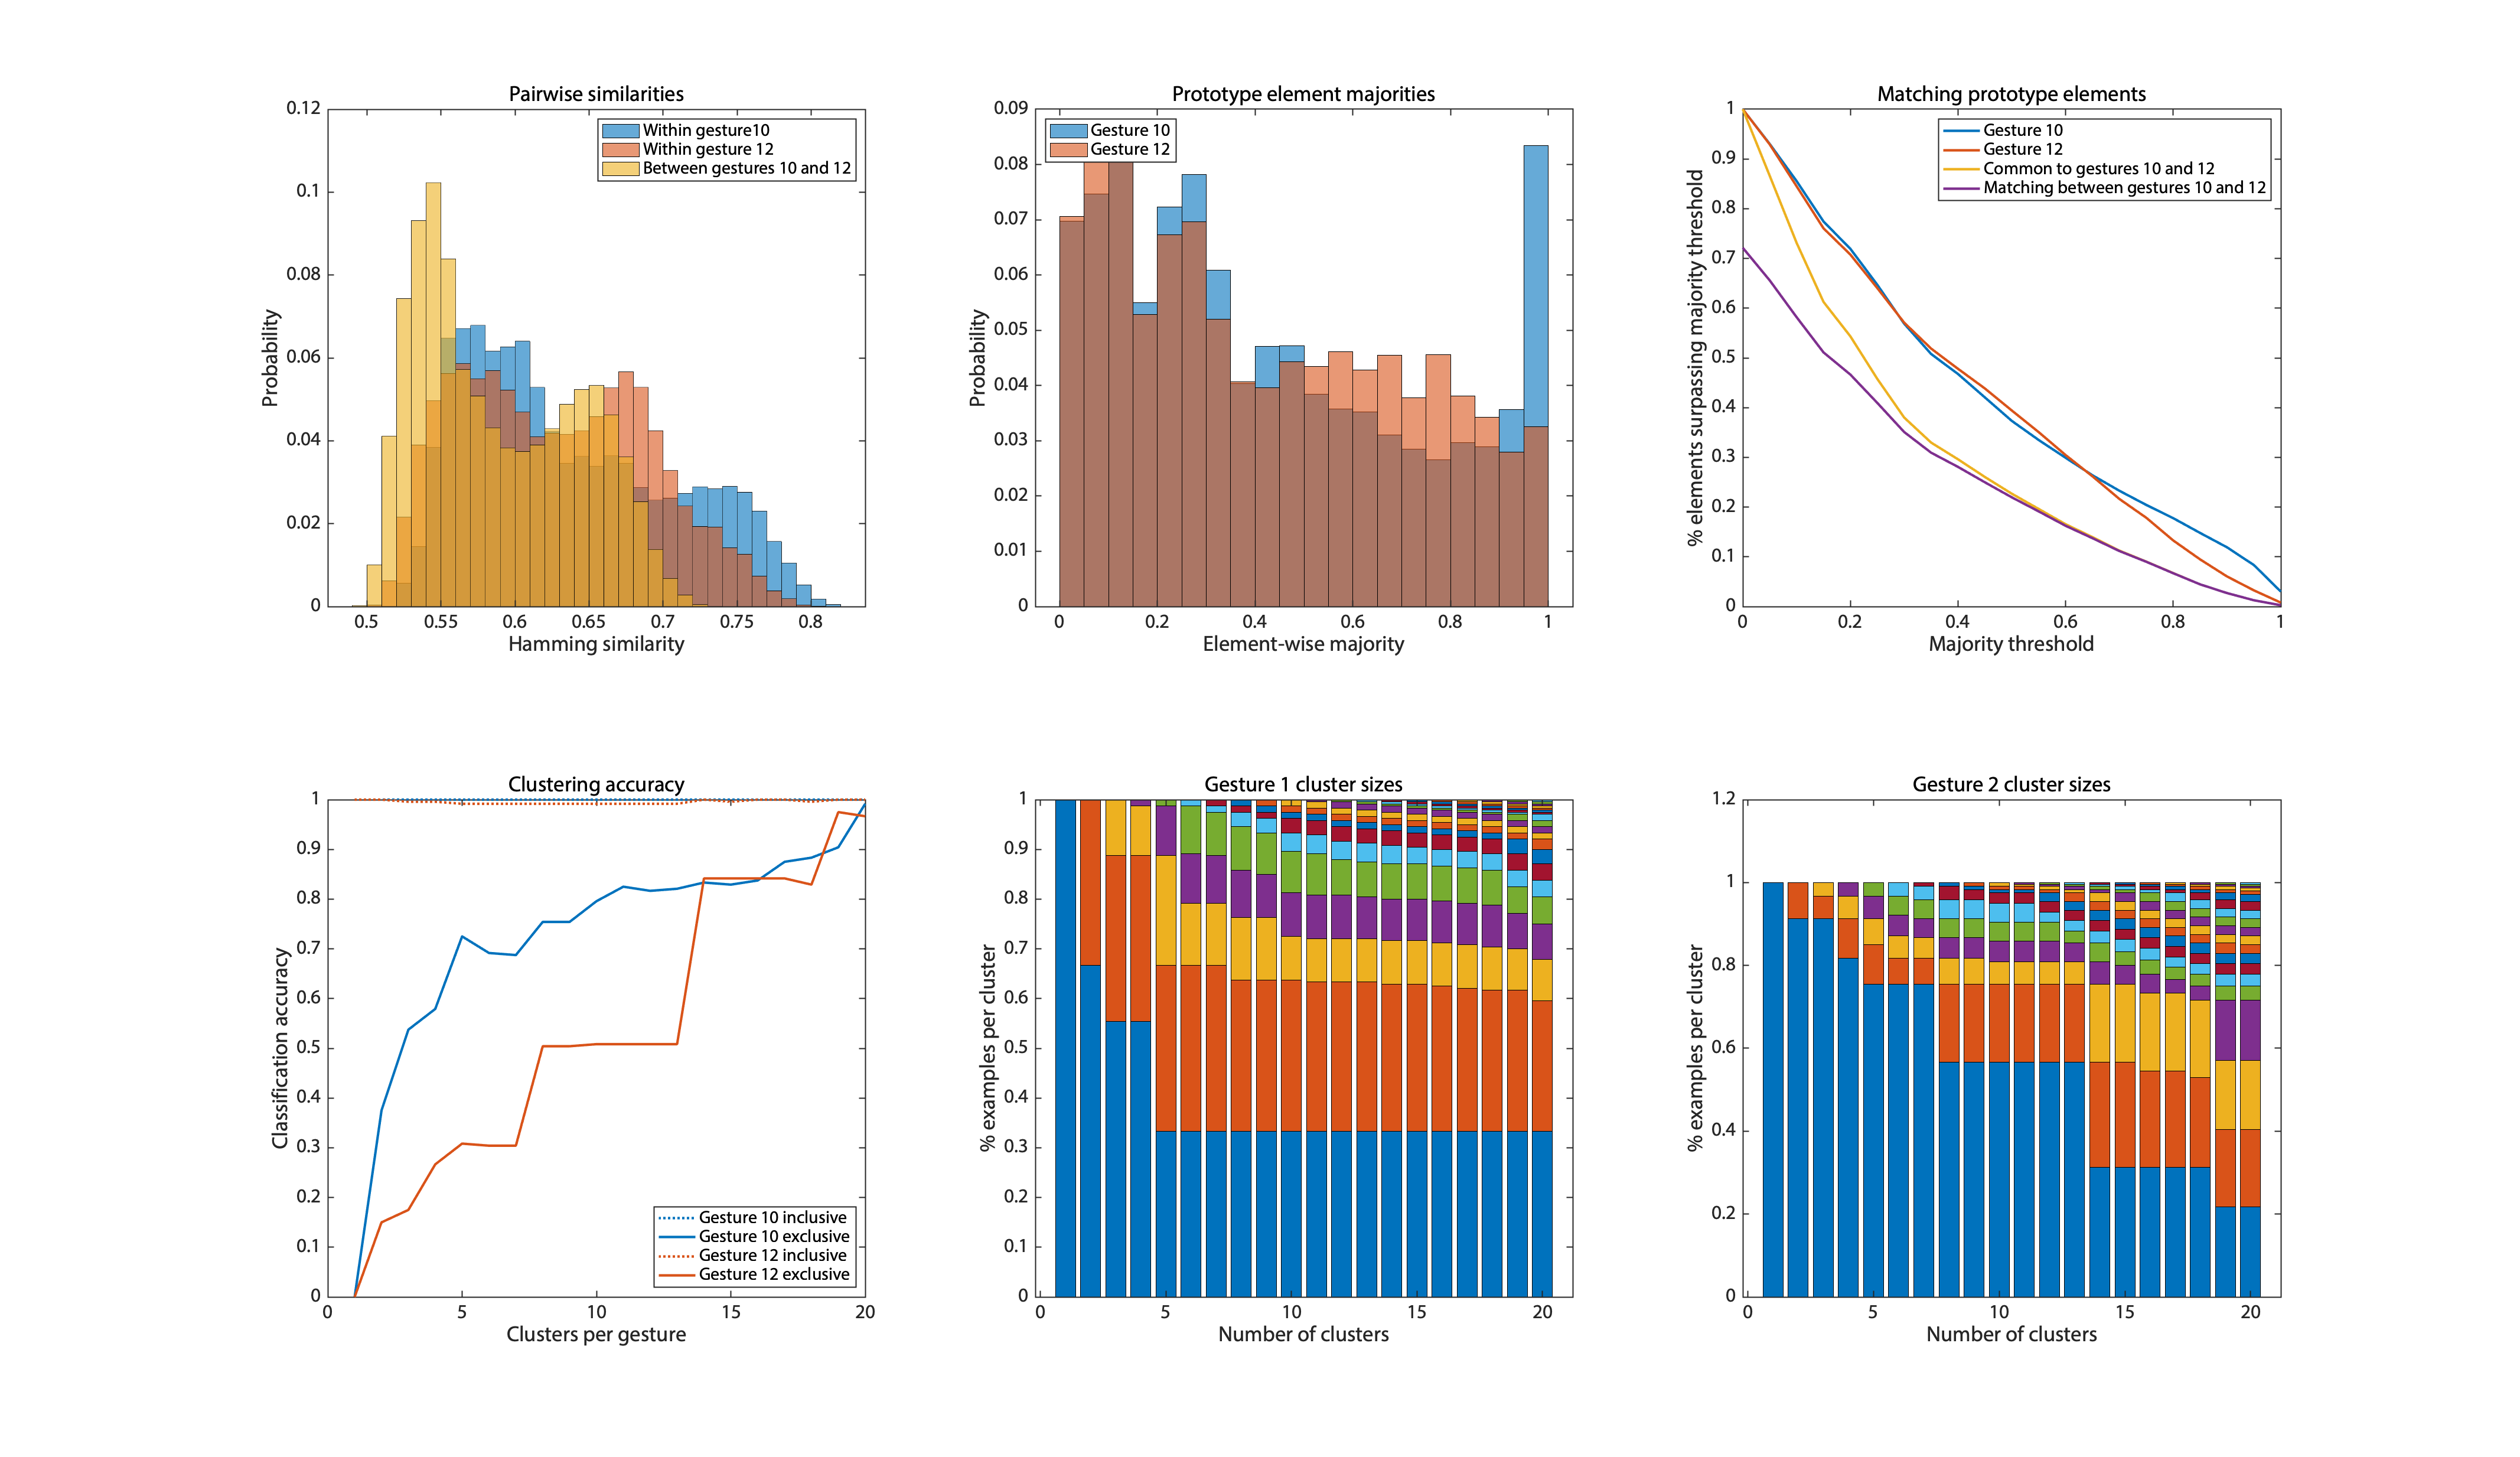 Pairwise similarities
0.12
0.1
0.08
0.06
0.04
0.02
0
Probability
Within gesture10
Within gesture 12
Between gestures 10 and 12
0.5 0.55 0.6 0.65 0.7 0.75 0.8
Hamming similarity
Prototype element majorities
0.09
0.08
0.07
0.06
0.05
0.04
0.03
0.02
0.01
0
Probability
Gesture 10
Gesture 12
0 0.2 0.4 0.6 0.8 1
Element-wise majority
Matching prototype elements
1
0.9
0.8
0.7
0.6
0.5
0.4
0.3
0.2
0.1
0
% elements surpassing majority threshold
Gesture 10
Gesture 12
Common to gestures 10 and 12
Matching between gestures 10 and 12
0 0.2 0.4 0.6 0.8 1
Majority threshold
Clustering accuracy
1
0.9
0.8
0.7
0.6
0.5
0.4
0.3
0.2
0.1
0
Classification accuracy
Gesture 10 inclusive
Gesture 10 exclusive
Gesture 12 inclusive
Gesture 12 exclusive
0 5 10 15 20
Clusters per gesture
Gesture 1 cluster sizes
1
0.9
0.8
0.7
0.6
0.5
0.4
0.3
0.2
0.1
0
% examples per cluster
0 5 10 15 20
Number of clusters
Gesture 2 cluster sizes
1.2
1
0.8
0.6
0.4
0.2
0
% examples per cluster
0 5 10 15 20
Number of clusters